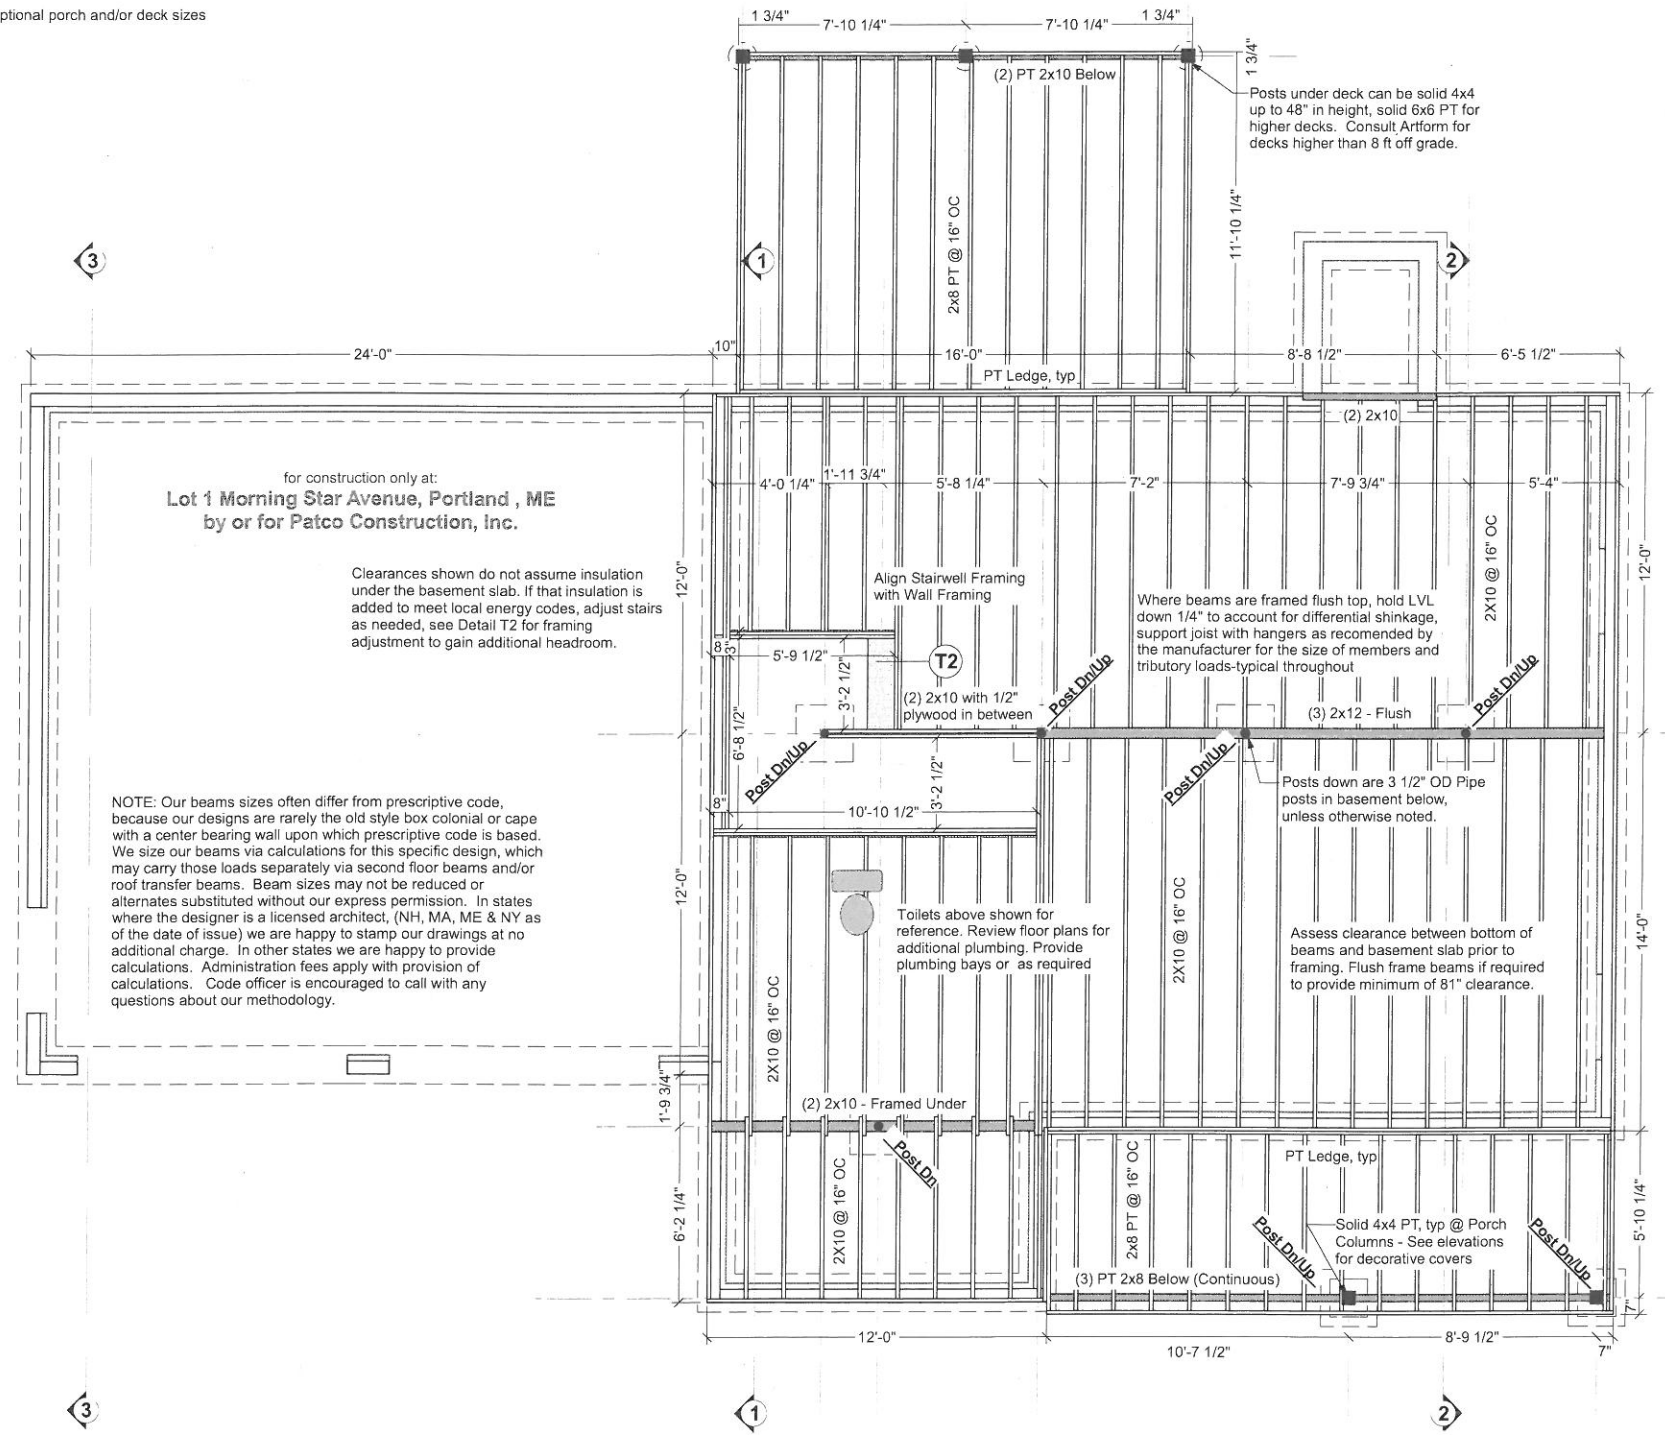 ptional porch and/or deck sizes
1 3/4"
7'-10 1/4"
7'-10 1/4"
1 3/4"
1 3/4"
(2) PT 2x10 Below
Posts under deck can be solid 4x4
up to 48" in height, solid 6x6 PT for
higher decks. Consult Artform for
decks higher than 8 ft off grade.
2x8 PT @ 16" OC
11'-10 1/4"
3
1
2
24'-0"
10"
16'-0"
8'-8 1/2"
6'-5 1/2"
PT Ledge, typ
(2) 2x10
for construction only at:
Lot 1 Morning Star Avenue, Portland , ME
by or for Patco Construction, Inc.
4'-0 1/4"
1'-11 3/4"
5'-8 1/4"
7'-2"
7'-9 3/4"
5'-4"
2X10 @ 16" OC
12'-0"
12'-0"
Clearances shown do not assume insulation
under the basement slab. If that insulation is
added to meet local energy codes, adjust stairs
as needed, see Detail T2 for framing
adjustment to gain additional headroom.
Align Stairwell Framing
with Wall Framing
Where beams are framed flush top, hold LVL
down 1/4" to account for differential shinkage,
support joist with hangers as recomended by
the manufacturer for the size of members and
tributory loads-typical throughout
8"
3"
5'-9 1/2"
3'-2 1/2"
T2
(2) 2x10 with 1/2"
plywood in between
Post Dn/Up
(3) 2x12 - Flush
Post Dn/Up
6'-8 1/2"
Post Dn/Up
Post Dn/Up
3'-2 1/2"
Posts down are 3 1/2" OD Pipe
posts in basement below,
unless otherwise noted.
8"
10'-10 1/2"
NOTE: Our beams sizes often differ from prescriptive code,
because our designs are rarely the old style box colonial or cape
with a center bearing wall upon which prescriptive code is based.
We size our beams via calculations for this specific design, which
may carry those loads separately via second floor beams and/or
roof transfer beams. Beam sizes may not be reduced or
alternates substituted without our express permission. In states
where the designer is a licensed architect, (NH, MA, ME & NY as
of the date of issue) we are happy to stamp our drawings at no
additional charge. In other states we are happy to provide
calculations. Administration fees apply with provision of
calculations. Code officer is encouraged to call with any
questions about our methodology.
12'-0"
Toilets above shown for
reference. Review floor plans for
additional plumbing. Provide
plumbing bays or as required
2X10 @ 16" OC
2X10 @ 16" OC
Assess clearance between bottom of
beams and basement slab prior to
framing. Flush frame beams if required
to provide minimum of 81" clearance.
14'-0"
1'-9 3/4"
(2) 2x10 - Framed Under
Post Dn
2X10 @ 16" OC
6'-2 1/4"
PT Ledge, typ
2x8 PT @ 16" OC
Post Dn/Up
Solid 4x4 PT, typ @ Porch
Columns - See elevations
for decorative covers
Post Dn/Up
5'-10 1/4"
(3) PT 2x8 Below (Continuous)
7"
12'-0"
10'-7 1/2"
8'-9 1/2"
7"
3
1
2